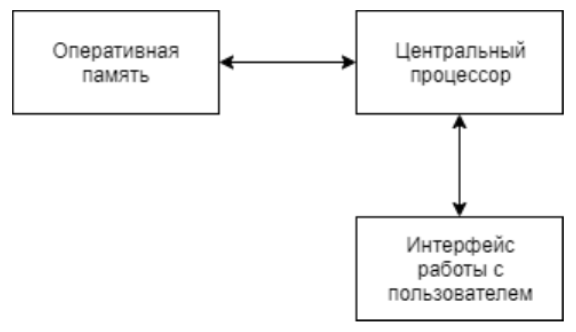 Оперативная
память
Центральный
процессор
Интерфейс
работы с
пользователем